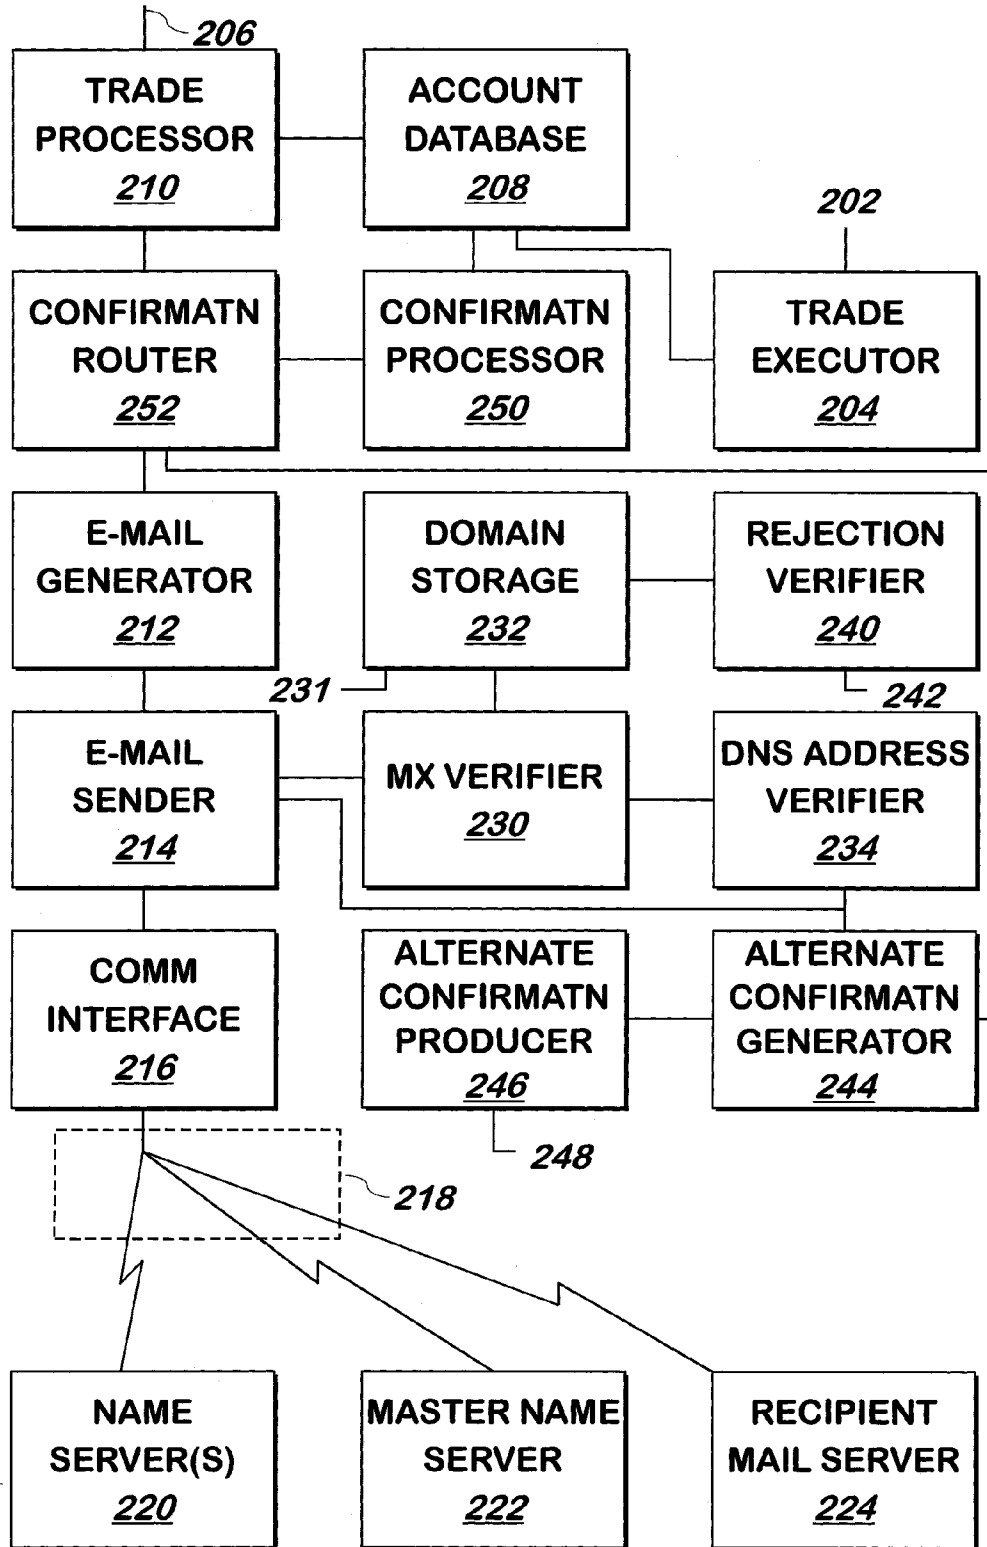 206
TRADE
PROCESSOR
210
ACCOUNT
DATABASE
208
202
CONFIRMATN
ROUTER
252
CONFIRMATN
PROCESSOR
250
TRADE
EXECUTOR
204
E-MAIL
GENERATOR
212
DOMAIN
STORAGE
232
REJECTION
VERIFIER
240
231
242
E-MAIL
SENDER
214
MX VERIFIER
230
DNS ADDRESS
VERIFIER
234
COMM
INTERFACE
216
ALTERNATE
CONFIRMATN
PRODUCER
246
ALTERNATE
CONFIRMATN
GENERATOR
244
248
218
NAME
SERVER(S)
220
MASTER NAME
SERVER
222
RECIPIENT
MAIL SERVER
224